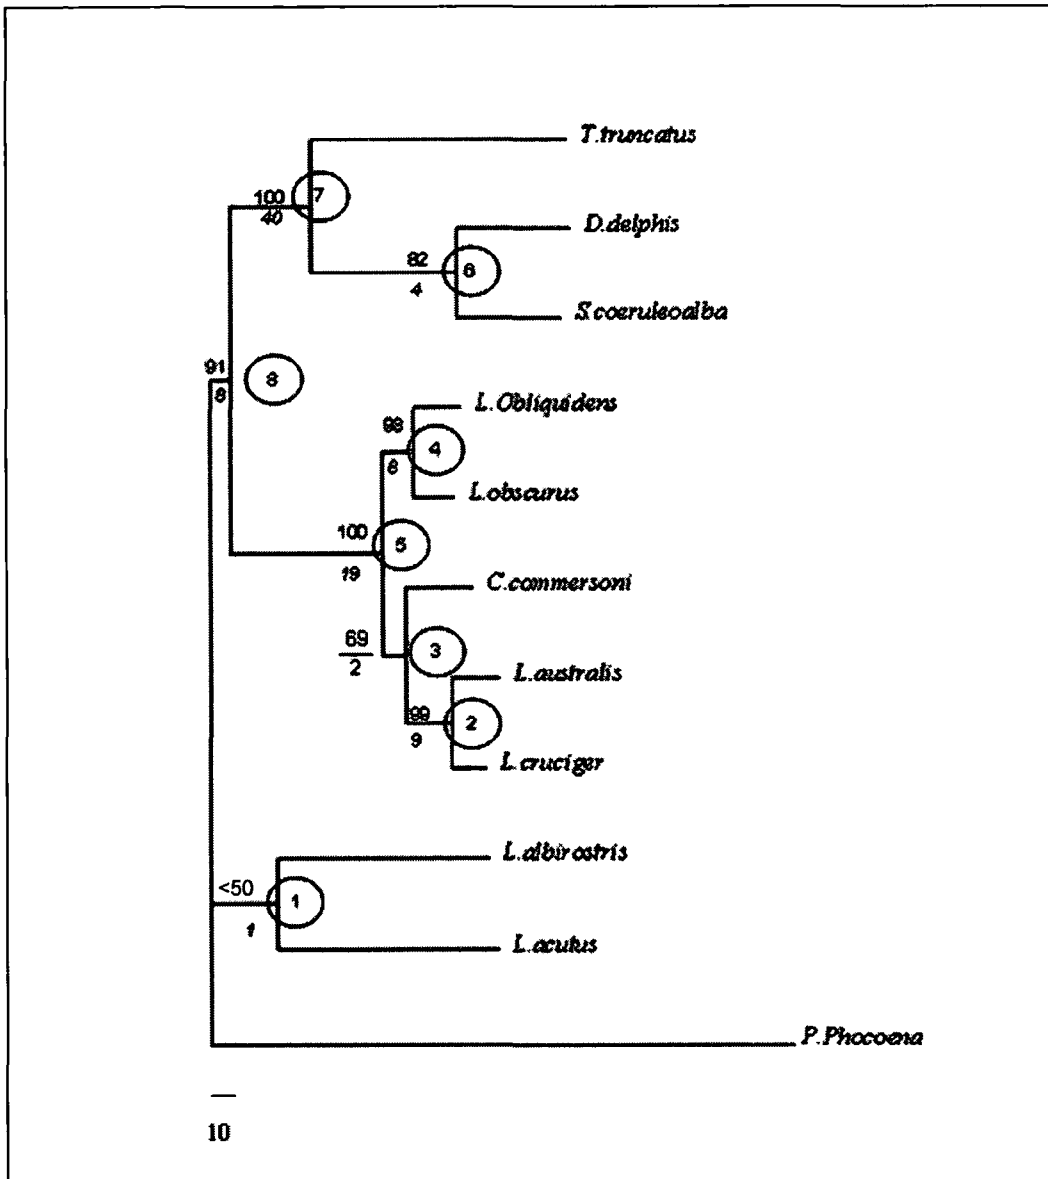 T.truncatus
100
7
40
D.delphis
82
6
4
S.coeruleoalba
91
8
8
L.Obliquidens
98
4
8
L.obscurus
100
5
19
C.commersoni
69
3
2
L.australis
99
2
9
L.cruciger
L.albirostris
<50
1
1
L.acutus
P.Phocoena
10